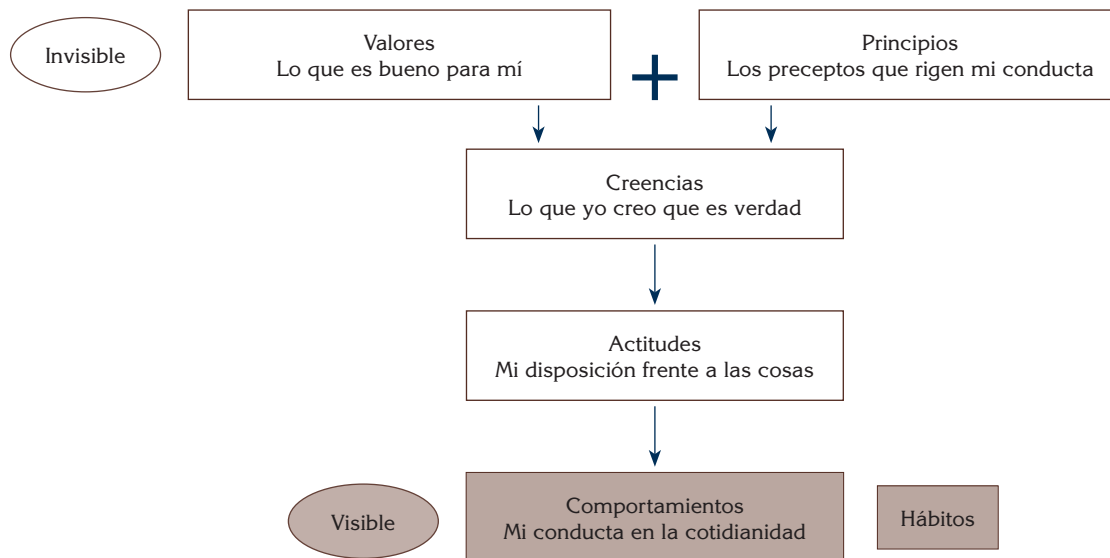 Invisible
Valores
Lo que es bueno para mí
+
Principios
Los preceptos que rigen mi conducta
Creencias
Lo que yo creo que es verdad
Actitudes
Mi disposición frente a las cosas
Visible
Comportamientos
Mi conducta en la cotidianidad
Hábitos